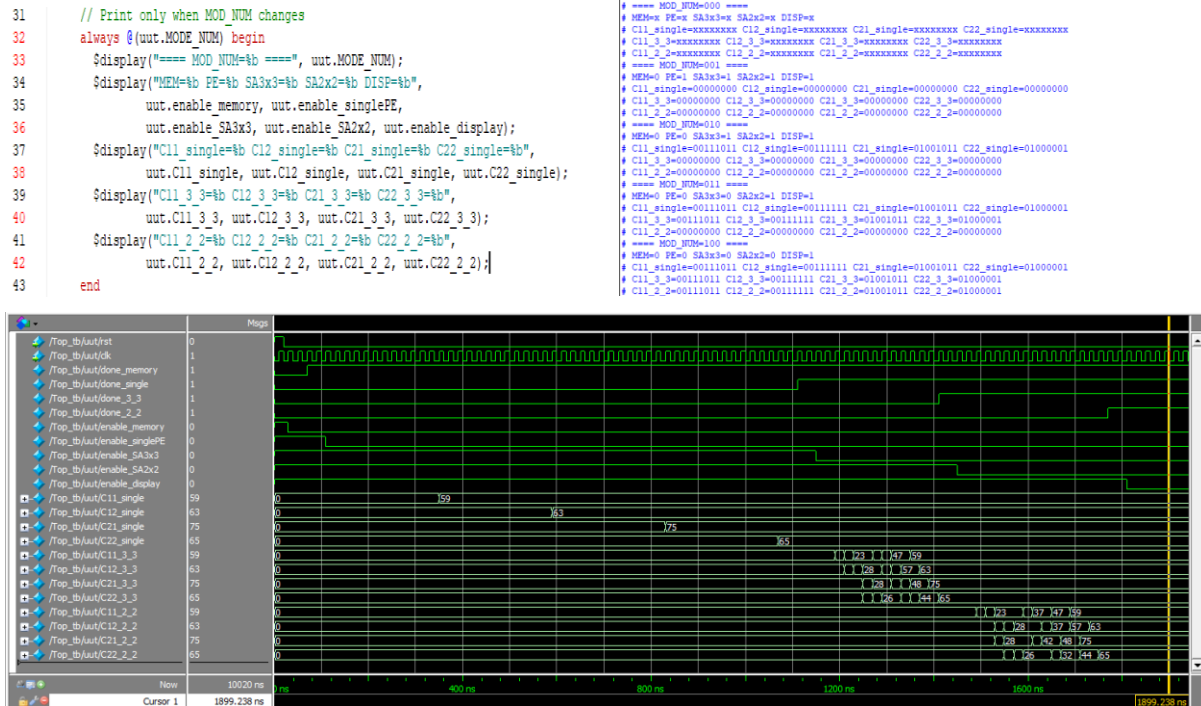 31 // Print only when MOD_NUM changes
32 always @(uut.MODE_NUM) begin
33 $display("==== MOD_NUM=%b ====", uut.MODE_NUM);
34 $display("MEM=%b PE=%b SA3x3=%b SA2x2=%b DISP=%b",
35 uut.enable_memory, uut.enable_singlePE,
36 uut.enable_SA3x3, uut.enable_SA2x2, uut.enable_display);
37 $display("C11_single=%b C12_single=%b C21_single=%b C22_single=%b",
38 uut.C11_single, uut.C12_single, uut.C21_single, uut.C22_single);
39 $display("C11_3_3=%b C12_3_3=%b C21_3_3=%b C22_3_3=%b",
40 uut.C11_3_3, uut.C12_3_3, uut.C21_3_3, uut.C22_3_3);
41 $display("C11_2_2=%b C12_2_2=%b C21_2_2=%b C22_2_2=%b",
42 uut.C11_2_2, uut.C12_2_2, uut.C21_2_2, uut.C22_2_2);
43 end
# ==== MOD_NUM=000 ====
# MEM=x PE=x SA3x3=x SA2x2=x DISP=x
# C11_single=xxxxxxxx C12_single=xxxxxxxx C21_single=xxxxxxxx C22_single=xxxxxxxx
# C11_3_3=xxxxxxxx C12_3_3=xxxxxxxx C21_3_3=xxxxxxxx C22_3_3=xxxxxxxx
# C11_2_2=xxxxxxxx C12_2_2=xxxxxxxx C21_2_2=xxxxxxxx C22_2_2=xxxxxxxx
# ==== MOD_NUM=001 ====
# MEM=0 PE=1 SA3x3=1 SA2x2=1 DISP=1
# C11_single=00000000 C12_single=00000000 C21_single=00000000 C22_single=00000000
# C11_3_3=00000000 C12_3_3=00000000 C21_3_3=00000000 C22_3_3=00000000
# C11_2_2=00000000 C12_2_2=00000000 C21_2_2=00000000 C22_2_2=00000000
# ==== MOD_NUM=010 ====
# MEM=0 PE=0 SA3x3=1 SA2x2=1 DISP=1
# C11_single=00111011 C12_single=00111111 C21_single=01001011 C22_single=01000001
# C11_3_3=00000000 C12_3_3=00000000 C21_3_3=00000000 C22_3_3=00000000
# C11_2_2=00000000 C12_2_2=00000000 C21_2_2=00000000 C22_2_2=00000000
# ==== MOD_NUM=011 ====
# MEM=0 PE=0 SA3x3=0 SA2x2=1 DISP=1
# C11_single=00111011 C12_single=00111111 C21_single=01001011 C22_single=01000001
# C11_3_3=00111011 C12_3_3=00111111 C21_3_3=01001011 C22_3_3=01000001
# C11_2_2=00000000 C12_2_2=00000000 C21_2_2=00000000 C22_2_2=00000000
# ==== MOD_NUM=100 ====
# MEM=0 PE=0 SA3x3=0 SA2x2=0 DISP=1
# C11_single=00111011 C12_single=00111111 C21_single=01001011 C22_single=01000001
# C11_3_3=00111011 C12_3_3=00111111 C21_3_3=01001011 C22_3_3=01000001
# C11_2_2=00111011 C12_2_2=00111111 C21_2_2=01001011 C22_2_2=01000001
Msgs
/Top_tb/uut/rst 0
/Top_tb/uut/clk 1
/Top_tb/uut/done_memory 1
/Top_tb/uut/done_single 1
/Top_tb/uut/done_3_3 1
/Top_tb/uut/done_2_2 1
/Top_tb/uut/enable_memory 0
/Top_tb/uut/enable_singlePE 0
/Top_tb/uut/enable_SA3x3 0
/Top_tb/uut/enable_SA2x2 0
/Top_tb/uut/enable_display 0
/Top_tb/uut/C11_single 59 0 59
/Top_tb/uut/C12_single 63 0 63
/Top_tb/uut/C21_single 75 0 75
/Top_tb/uut/C22_single 65 0 65
/Top_tb/uut/C11_3_3 59 0 23 47 59
/Top_tb/uut/C12_3_3 63 0 28 57 63
/Top_tb/uut/C21_3_3 75 0 28 48 75
/Top_tb/uut/C22_3_3 65 0 26 44 65
/Top_tb/uut/C11_2_2 59 0 23 37 47 59
/Top_tb/uut/C12_2_2 63 0 28 37 57 63
/Top_tb/uut/C21_2_2 75 0 28 42 48 75
/Top_tb/uut/C22_2_2 65 0 26 32 44 65
Now 10020 ns 0 ns 400 ns 800 ns 1200 ns 1600 ns
Cursor 1 1899.238 ns 1899.238 ns